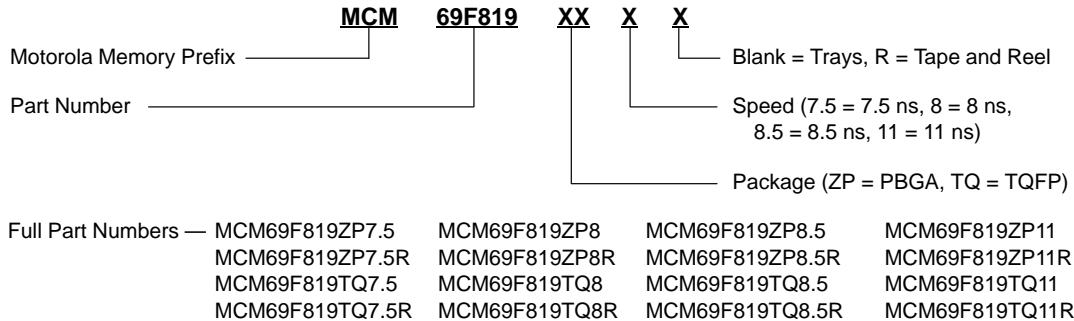 MCM 69F819 XX X X
Motorola Memory Prefix
Blank = Trays, R = Tape and Reel
Part Number
Speed (7.5 = 7.5 ns, 8 = 8 ns,
8.5 = 8.5 ns, 11 = 11 ns)
Package (ZP = PBGA, TQ = TQFP)
Full Part Numbers — MCM69F819ZP7.5 MCM69F819ZP8 MCM69F819ZP8.5 MCM69F819ZP11
MCM69F819ZP7.5R MCM69F819ZP8R MCM69F819ZP8.5R MCM69F819ZP11R
MCM69F819TQ7.5 MCM69F819TQ8 MCM69F819TQ8.5 MCM69F819TQ11
MCM69F819TQ7.5R MCM69F819TQ8R MCM69F819TQ8.5R MCM69F819TQ11R